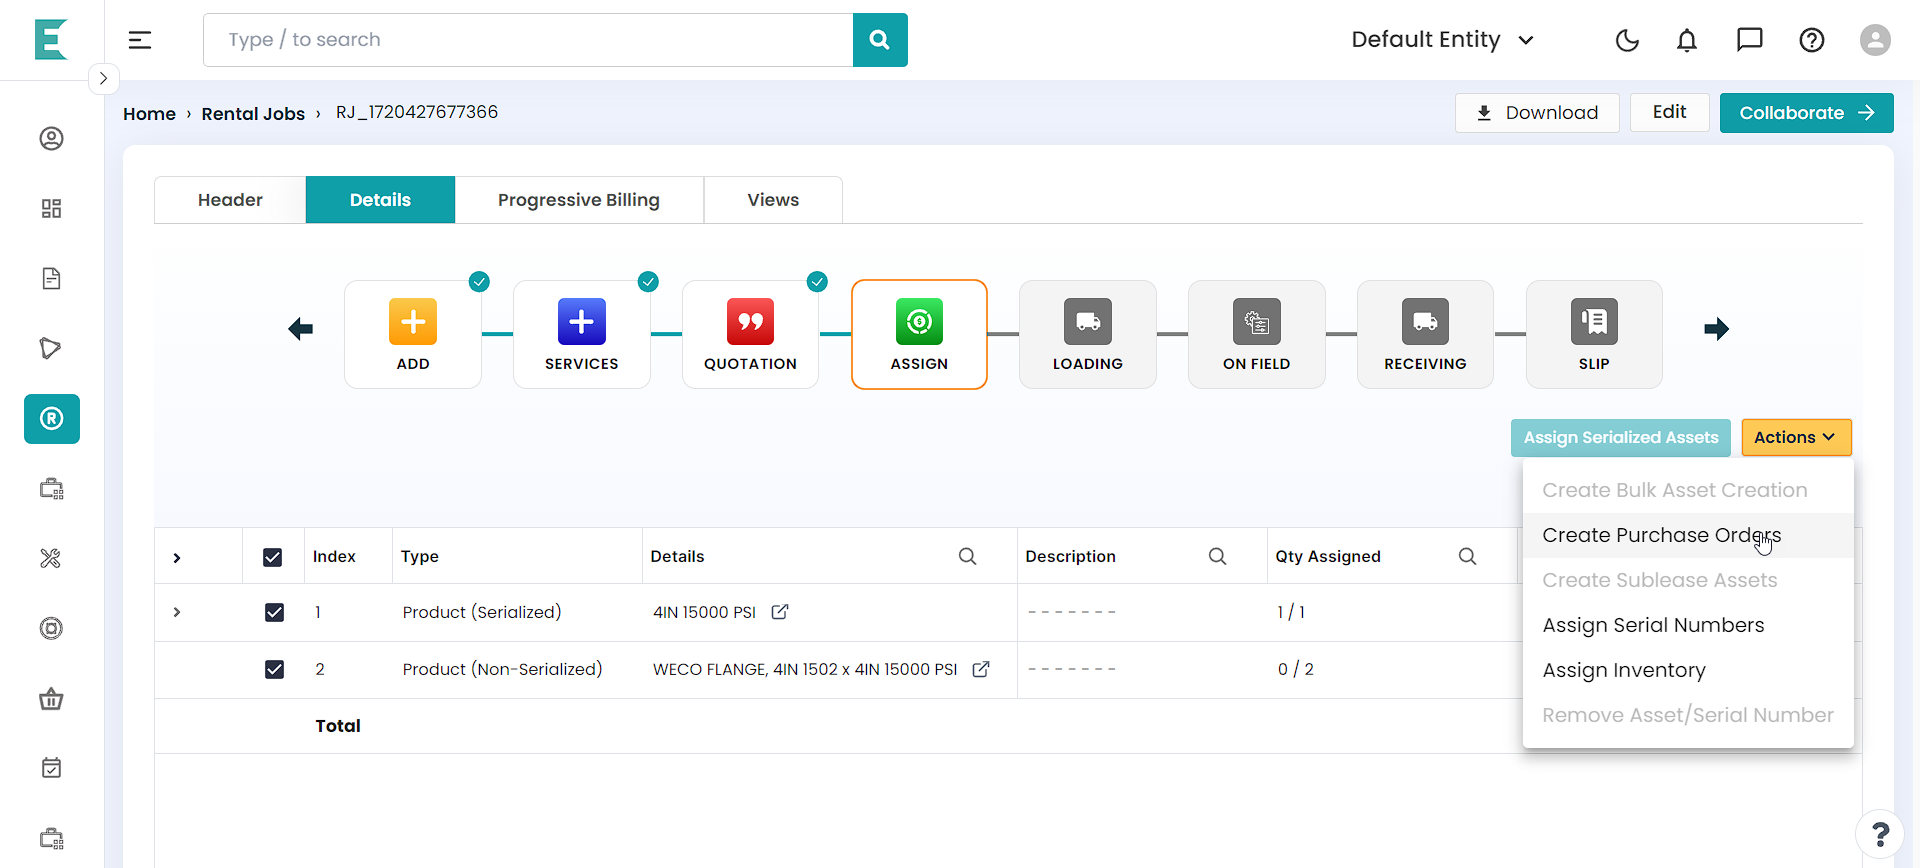 E
Type / to search
Default Entity
Home › Rental Jobs › RJ_1720427677366
Download
Edit
Collaborate
Header
Details
Progressive Billing
Views
ADD
SERVICES
QUOTATION
ASSIGN
LOADING
ON FIELD
RECEIVING
SLIP
Assign Serialized Assets
Actions
Create Bulk Asset Creation
Create Purchase Orders
Create Sublease Assets
Assign Serial Numbers
Assign Inventory
Remove Asset/Serial Number
Index Type Details Description Qty Assigned
1 Product (Serialized) 4IN 15000 PSI - - - - - - - 1 / 1
2 Product (Non-Serialized) WECO FLANGE, 4IN 1502 x 4IN 15000 PSI - - - - - - - 0 / 2
Total
R
?